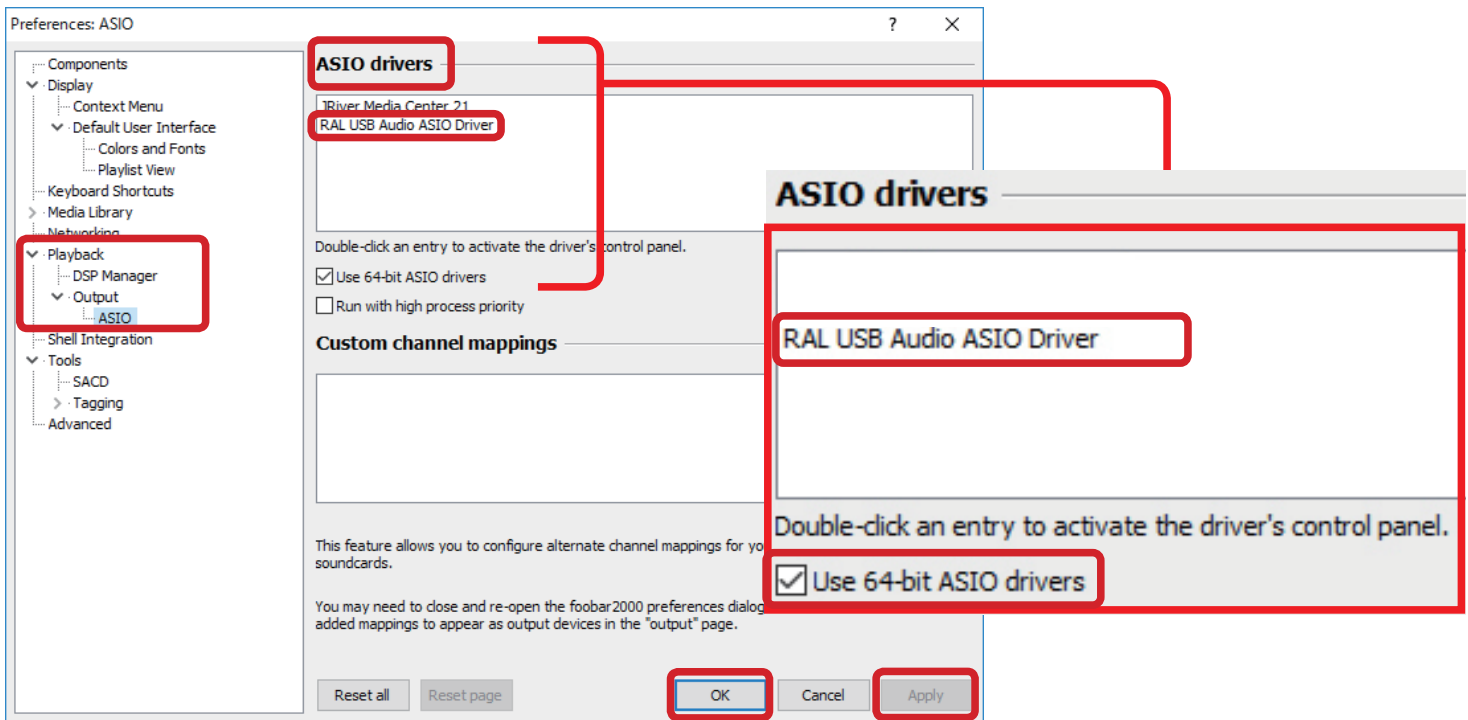 Preferences: ASIO
?
Components
Display
Context Menu
Default User Interface
Colors and Fonts
Playlist View
Keyboard Shortcuts
Media Library
Networking
Playback
DSP Manager
Output
ASIO
Shell Integration
Tools
SACD
Tagging
Advanced
ASIO drivers
JRiver Media Center 21
RAL USB Audio ASIO Driver
Double-click an entry to activate the driver's control panel.
Use 64-bit ASIO drivers
Run with high process priority
Custom channel mappings
This feature allows you to configure alternate channel mappings for yo
soundcards.
You may need to close and re-open the foobar2000 preferences dialog
added mappings to appear as output devices in the "output" page.
Reset all
Reset page
OK
Cancel
Apply
ASIO drivers
RAL USB Audio ASIO Driver
Double-click an entry to activate the driver's control panel.
Use 64-bit ASIO drivers